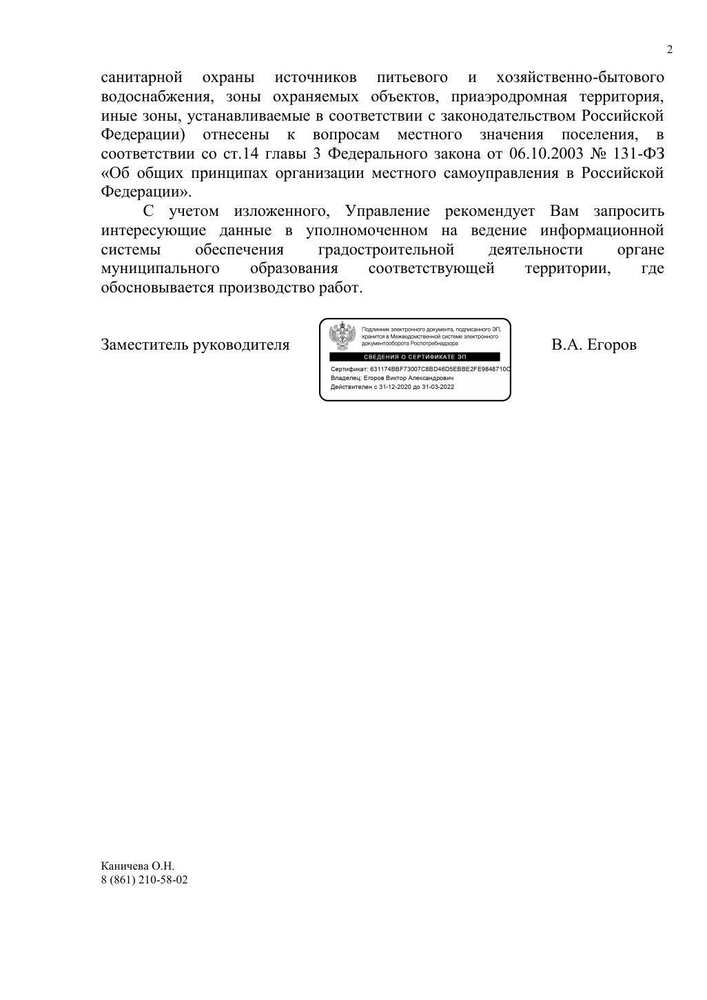 2
санитарной охраны источников питьевого и хозяйственно-бытового
водоснабжения, зоны охраняемых объектов, приаэродромная территория,
иные зоны, устанавливаемые в соответствии с законодательством Российской
Федерации) отнесены к вопросам местного значения поселения, в
соответствии со ст.14 главы 3 Федерального закона от 06.10.2003 № 131-ФЗ
«Об общих принципах организации местного самоуправления в Российской
Федерации».
С учетом изложенного, Управление рекомендует Вам запросить
интересующие данные в уполномоченном на ведение информационной
системы обеспечения градостроительной деятельности органе
муниципального образования соответствующей территории, где
обосновывается производство работ.
Заместитель руководителя
Подлинник электронного документа, подписанного ЭП,
хранится в Межведомственной системе электронного
документооборота Роспотребнадзора
СВЕДЕНИЯ О СЕРТИФИКАТЕ ЭП
Сертификат: 631174BBF73007C8BD46D5EBBE2FE9848710C
Владелец: Егоров Виктор Александрович
Действителен с 31-12-2020 до 31-03-2022
В.А. Егоров
Каничева О.Н.
8 (861) 210-58-02